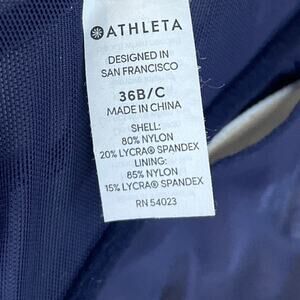 ATHLETA
DESIGNED IN
SAN FRANCISCO
36B/C
MADE IN CHINA
SHELL:
80% NYLON
20% LYCRA® SPANDEX
LINING:
85% NYLON
15% LYCRA® SPANDEX
RN 54023